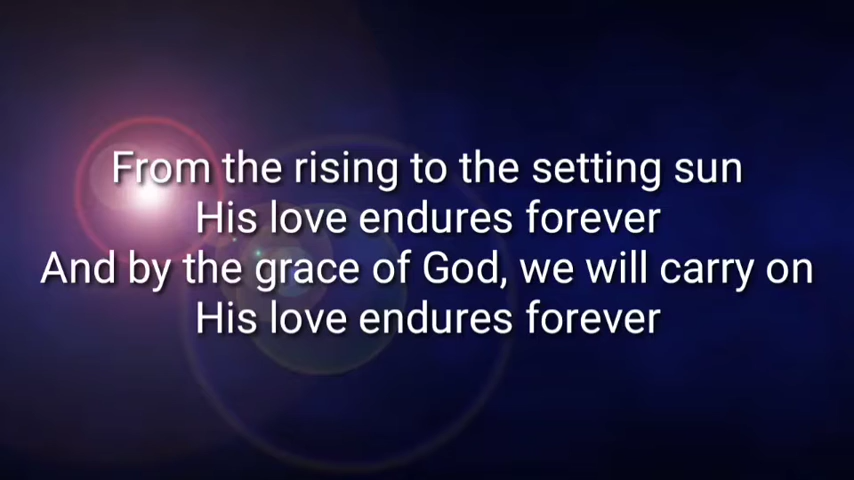 From the rising to the setting sun
His love endures forever
And by the grace of God, we will carry on
His love endures forever